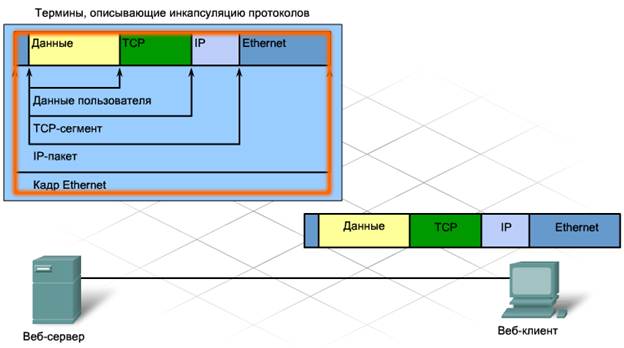 Термины, описывающие инкапсуляцию протоколов
Данные TCP IP Ethernet
Данные пользователя
TCP-сегмент
IP-пакет
Кадр Ethernet
Данные TCP IP Ethernet
Веб-сервер
Веб-клиент